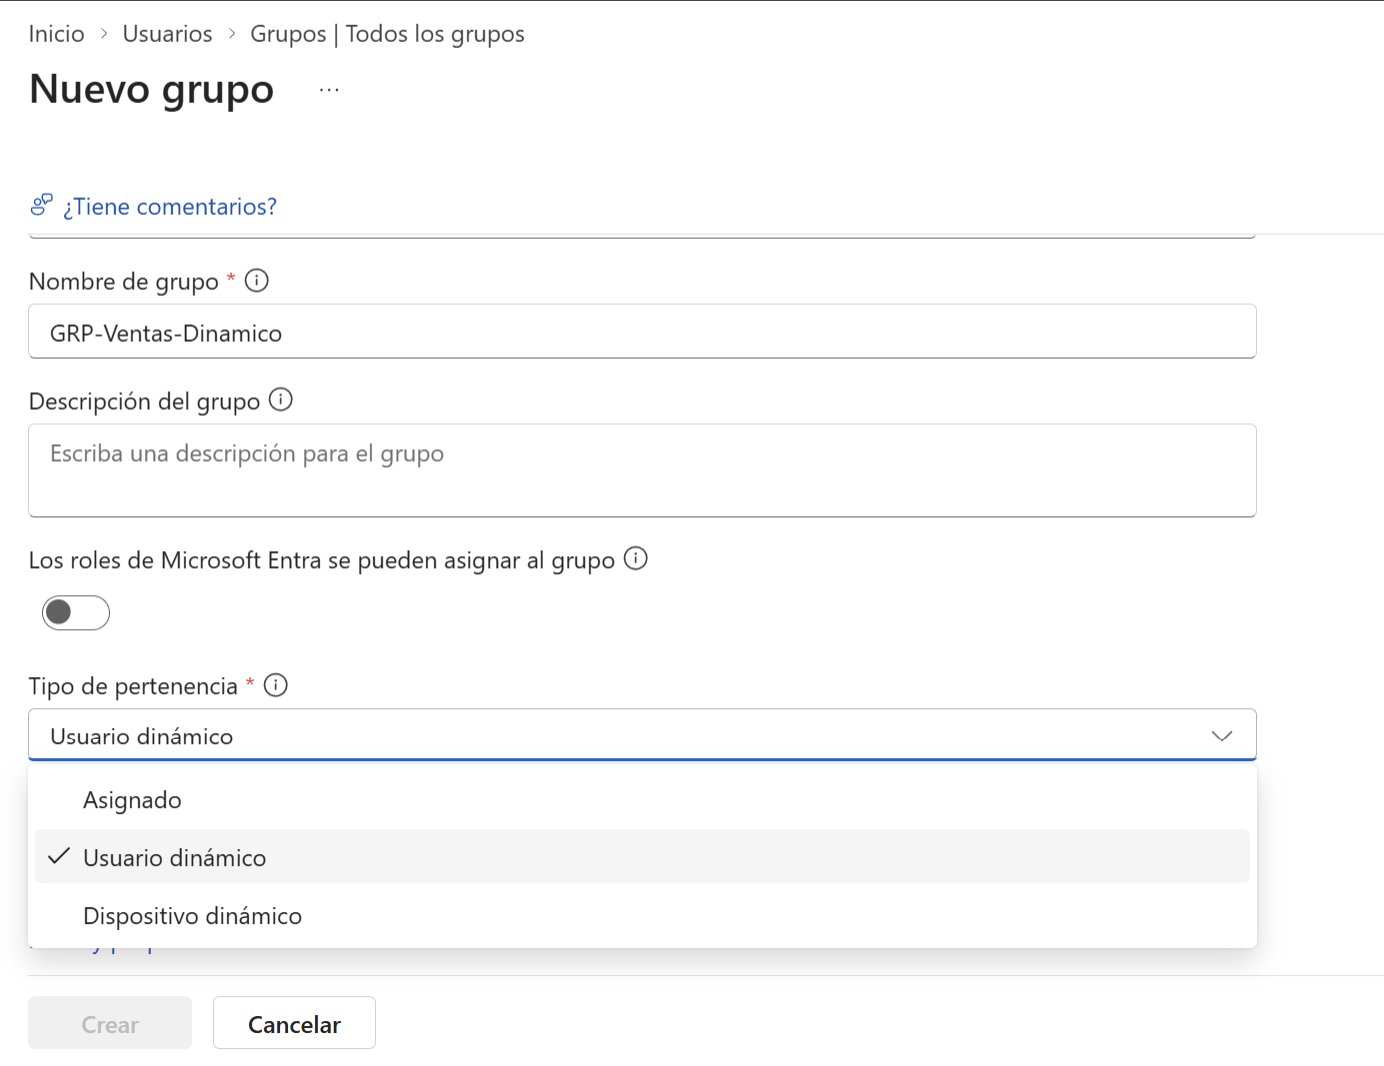 Inicio > Usuarios > Grupos | Todos los grupos
Nuevo grupo ...
¿Tiene comentarios?
Nombre de grupo *
GRP-Ventas-Dinamico
Descripción del grupo
Escriba una descripción para el grupo
Los roles de Microsoft Entra se pueden asignar al grupo
Tipo de pertenencia *
Usuario dinámico
Asignado
Usuario dinámico
Dispositivo dinámico
Crear Cancelar